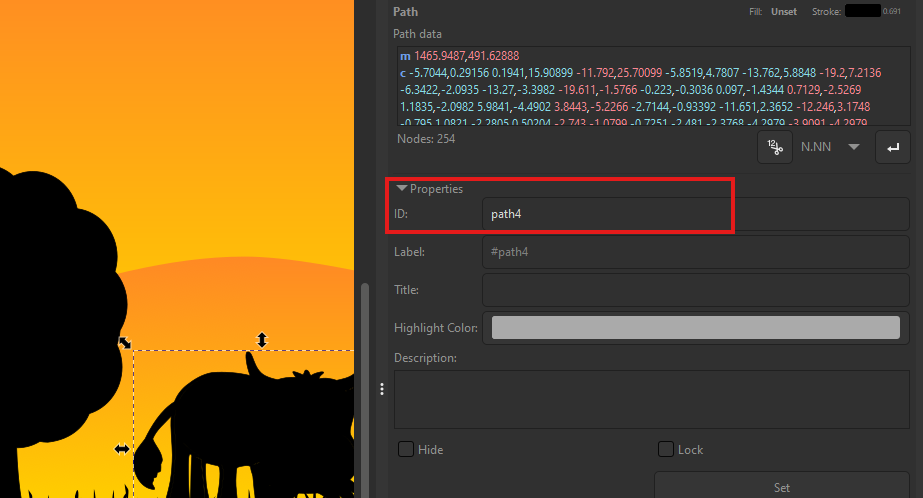 Path Fill: Unset Stroke: 0.691
Path data
m 1465.9487,491.62888
c -5.7044,0.29156 0.1941,15.90899 -11.792,25.70099 -5.8519,4.7807 -13.762,5.8848 -19.2,7.2136
-6.3422,-2.0935 -13.27,-3.3982 -19.611,-1.5766 -0.223,-0.3036 0.097,-1.4344 0.7129,-2.5269
1.1835,-2.0982 5.9841,-4.4902 3.8443,-5.2266 -2.7144,-0.93392 -11.651,2.3652 -12.246,3.1748
-0.795,1.0821 -2.2805,0.50204 -2.743,-1.0799 -0.7251,-2.481 -2.3768,-4.2979 -3.9091,-4.2979
Nodes: 254
12 N.NN
Properties
ID: path4
Label: #path4
Title:
Highlight Color:
Description:
Hide Lock
Set